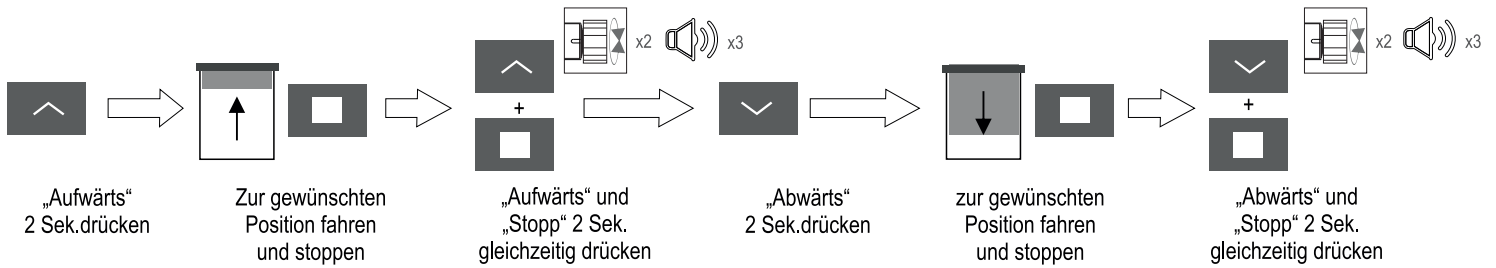 x2 x3
x2 x3
+
+
„Aufwärts“
2 Sek.drücken
Zur gewünschten
Position fahren
und stoppen
„Aufwärts“ und
„Stopp“ 2 Sek.
gleichzeitig drücken
„Abwärts“
2 Sek.drücken
zur gewünschten
Position fahren
und stoppen
„Abwärts“ und
„Stopp“ 2 Sek.
gleichzeitig drücken